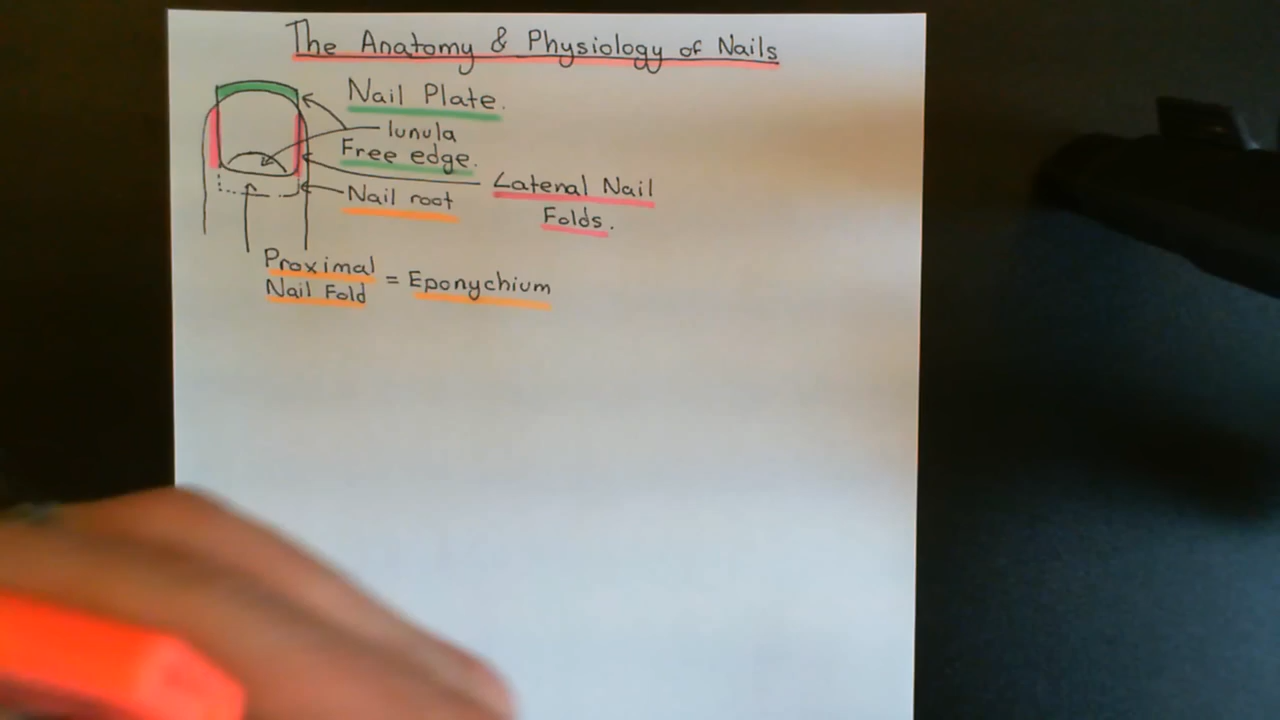 The Anatomy & Physiology of Nails
Nail Plate.
lunula
Free edge.
Lateral Nail
Folds.
Nail root
Proximal
Nail Fold
= Eponychium